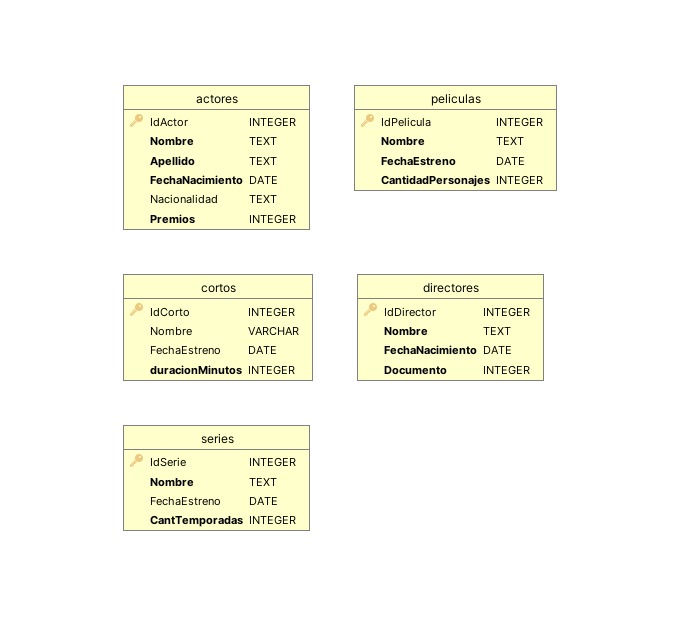 actores
IdActor INTEGER
Nombre TEXT
Apellido TEXT
FechaNacimiento DATE
Nacionalidad TEXT
Premios INTEGER
peliculas
IdPelicula INTEGER
Nombre TEXT
FechaEstreno DATE
CantidadPersonajes INTEGER
cortos
IdCorto INTEGER
Nombre VARCHAR
FechaEstreno DATE
duracionMinutos INTEGER
directores
IdDirector INTEGER
Nombre TEXT
FechaNacimiento DATE
Documento INTEGER
series
IdSerie INTEGER
Nombre TEXT
FechaEstreno DATE
CantTemporadas INTEGER